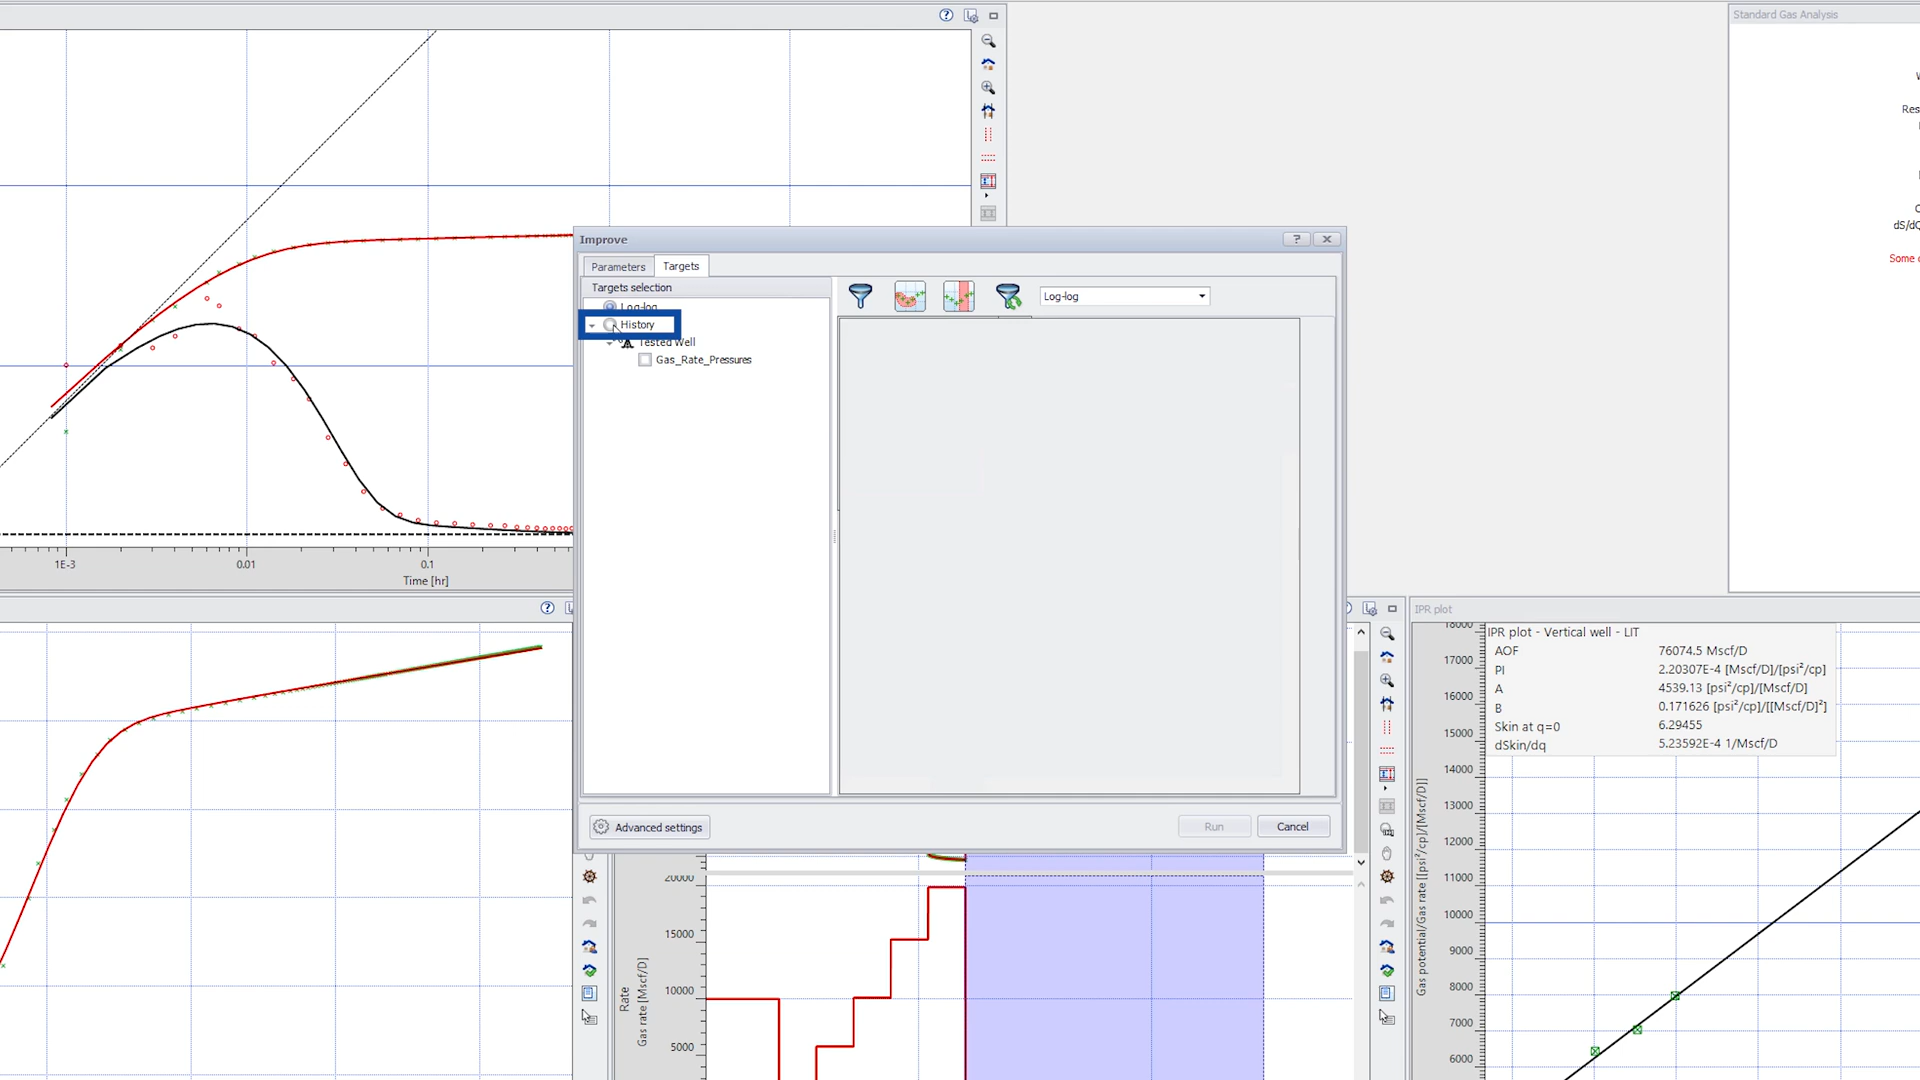 Standard Gas Analysis
Res
dS/dQ
Some
1E-3
0.01
0.1
Time [hr]
Improve
Parameters
Targets
Targets selection
Log-log
History
Tested Well
Gas_Rate_Pressures
Log-log
Advanced settings
Run
Cancel
20000
15000
10000
5000
Rate
Gas rate [Mscf/D]
IPR plot
18000
17000
16000
15000
14000
13000
12000
11000
10000
9000
8000
7000
6000
Gas potential/Gas rate [[psi²/cp]/[Mscf/D]]
IPR plot - Vertical well - LIT
AOF 76074.5 Mscf/D
PI 2.20307E-4 [Mscf/D]/[psi²/cp]
A 4539.13 [psi²/cp]/[Mscf/D]
B 0.171626 [psi²/cp]/[[Mscf/D]²]
Skin at q=0 6.29455
dSkin/dq 5.23592E-4 1/Mscf/D